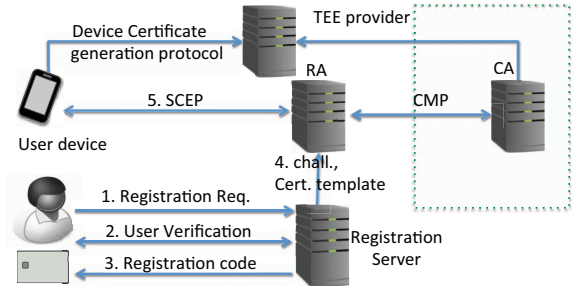 Device Certificate
generation protocol
TEE provider
RA
CA
5. SCEP
CMP
User device
4. chall.,
Cert. template
1. Registration Req.
2. User Verification
Registration
Server
3. Registration code